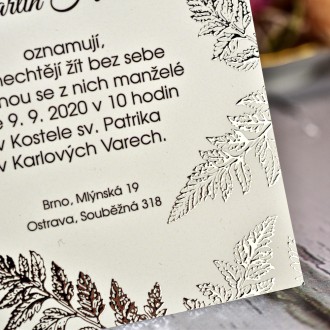 oznamují,
nechtějí žít bez sebe
nou se z nich manželé
e 9. 9. 2020 v 10 hodin
v Kostele sv. Patrika
v Karlových Varech.
Brno, Mlýnská 19
Ostrava, Souběžná 318